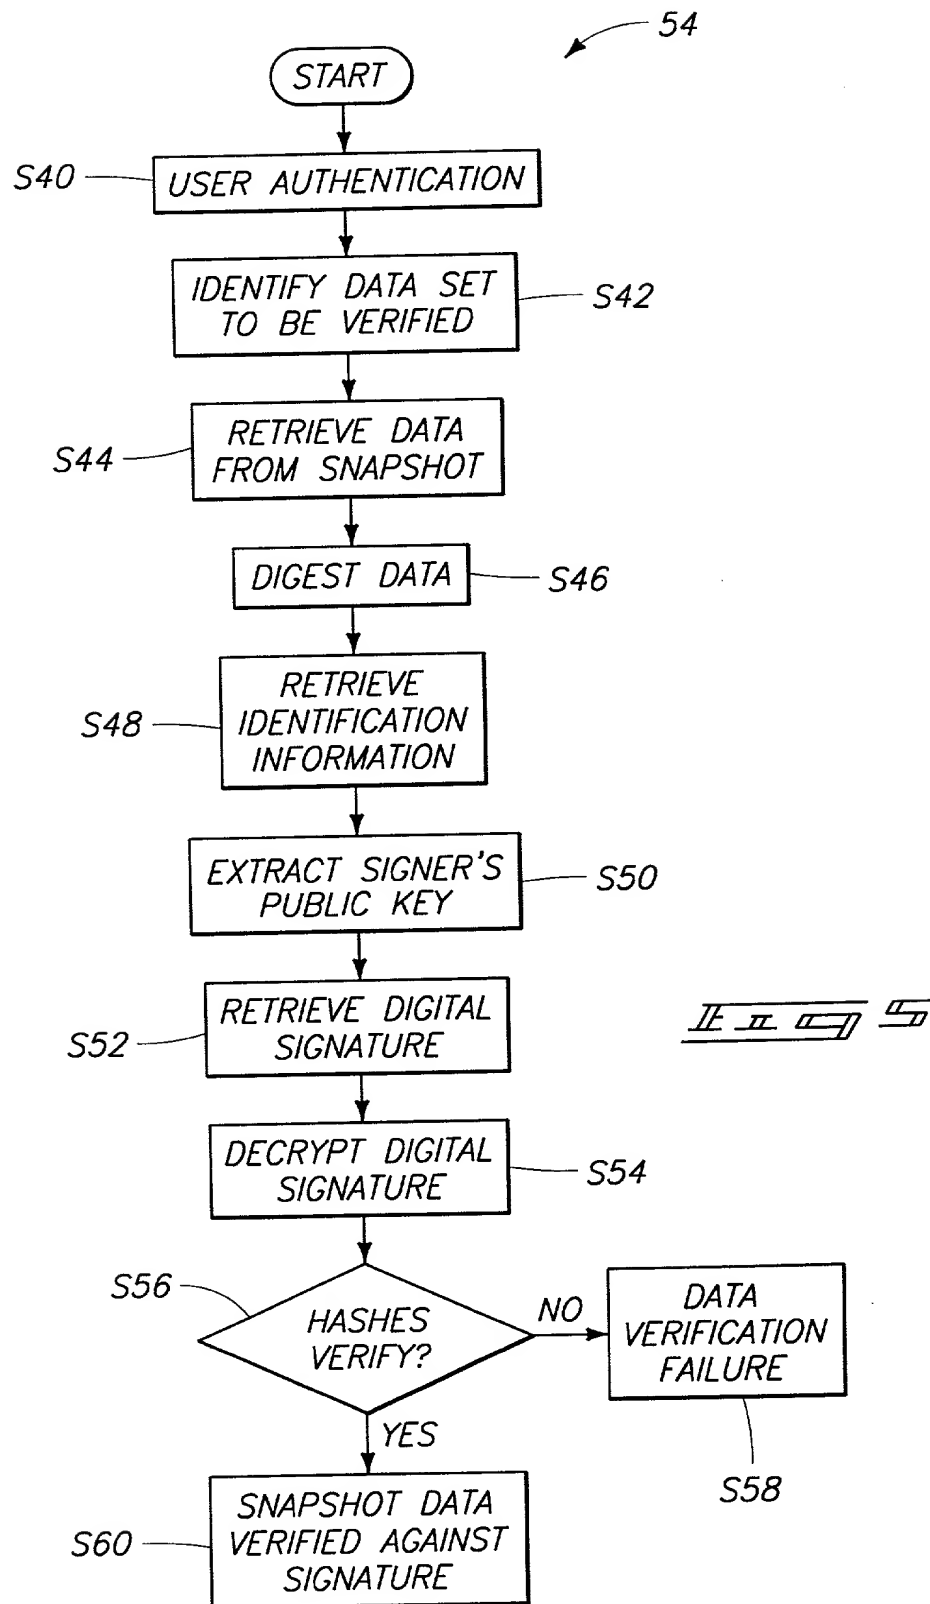 54
START
S40
USER AUTHENTICATION
IDENTIFY DATA SET
TO BE VERIFIED
S42
S44
RETRIEVE DATA
FROM SNAPSHOT
DIGEST DATA
S46
S48
RETRIEVE
IDENTIFICATION
INFORMATION
EXTRACT SIGNER'S
PUBLIC KEY
S50
S52
RETRIEVE DIGITAL
SIGNATURE
FIG 5
DECRYPT DIGITAL
SIGNATURE
S54
S56
HASHES
VERIFY?
NO
DATA
VERIFICATION
FAILURE
S58
YES
S60
SNAPSHOT DATA
VERIFIED AGAINST
SIGNATURE